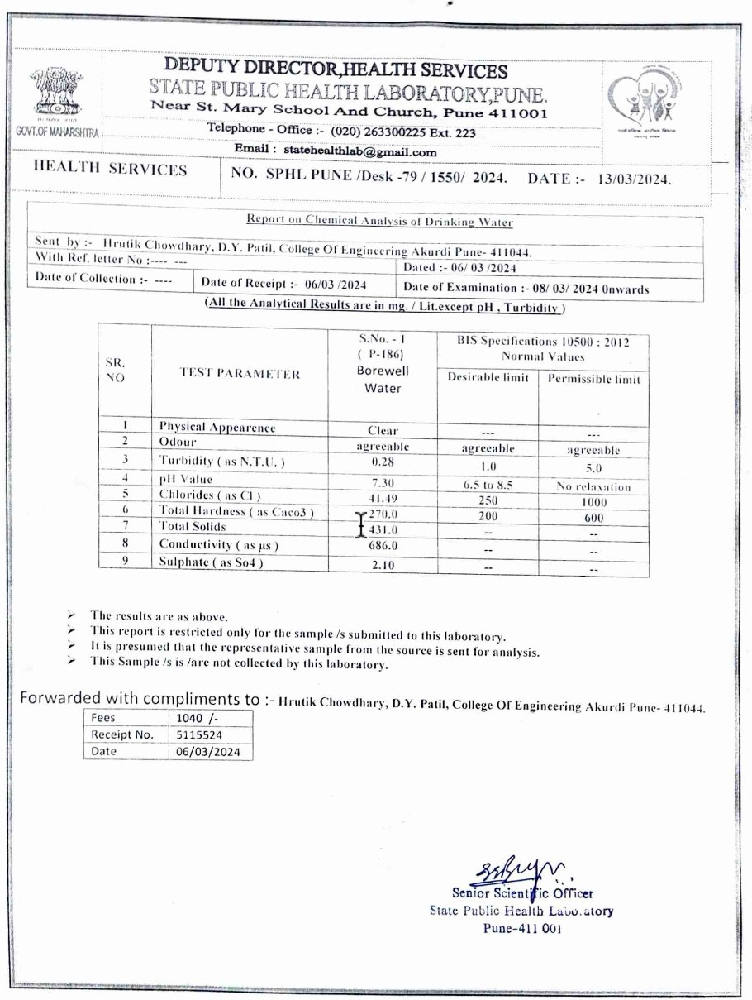 DEPUTY DIRECTOR,HEALTH SERVICES
STATE PUBLIC HEALTH LABORATORY,PUNE.
Near St. Mary School And Church, Pune 411001
GOVT.OF MAHARSHTRA
Telephone - Office :- (020) 263300225 Ext. 223
Email : statehealthlab@gmail.com
HEALTH SERVICES NO. SPHL PUNE /Desk -79 / 1550/ 2024. DATE :- 13/03/2024.
Report on Chemical Analysis of Drinking Water
Sent by :- Hrutik Chowdhary, D.Y. Patil, College Of Engineering Akurdi Pune- 411044.
With Ref. letter No :---- --- Dated :- 06/ 03 /2024
Date of Collection :- ---- Date of Receipt :- 06/03 /2024 Date of Examination :- 08/ 03/ 2024 0nwards
(All the Analytical Results are in mg. / Lit.except pH , Turbidity )
SR. NO TEST PARAMETER S.No. - I ( P-186) Borewell Water BIS Specifications 10500 : 2012 Normal Values
Desirable limit Permissible limit
1 Physical Appearence Clear --- ---
2 Odour agreeable agreeable agreeable
3 Turbidity ( as N.T.U. ) 0.28 1.0 5.0
4 pH Value 7.30 6.5 to 8.5 No relaxation
5 Chlorides ( as Cl ) 41.49 250 1000
6 Total Hardness ( as Caco3 ) 270.0 200 600
7 Total Solids 431.0 -- --
8 Conductivity ( as µs ) 686.0 -- --
9 Sulphate ( as So4 ) 2.10 -- --
➢ The results are as above.
➢ This report is restricted only for the sample /s submitted to this laboratory.
➢ It is presumed that the representative sample from the source is sent for analysis.
➢ This Sample /s is /are not collected by this laboratory.
Forwarded with compliments to :- Hrutik Chowdhary, D.Y. Patil, College Of Engineering Akurdi Pune- 411044.
Fees 1040 /-
Receipt No. 5115524
Date 06/03/2024
Senior Scientific Officer
State Public Health Laboratory
Pune-411 001